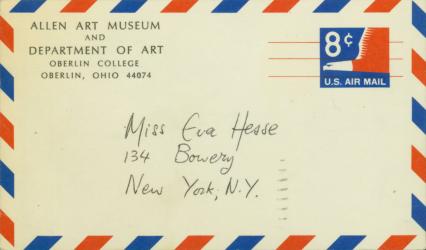 ALLEN ART MUSEUM
AND
DEPARTMENT OF ART
OBERLIN COLLEGE
OBERLIN, OHIO 44074
8¢
U.S. AIR MAIL
Miss Eva Hesse
134 Bowery
New York, N.Y.